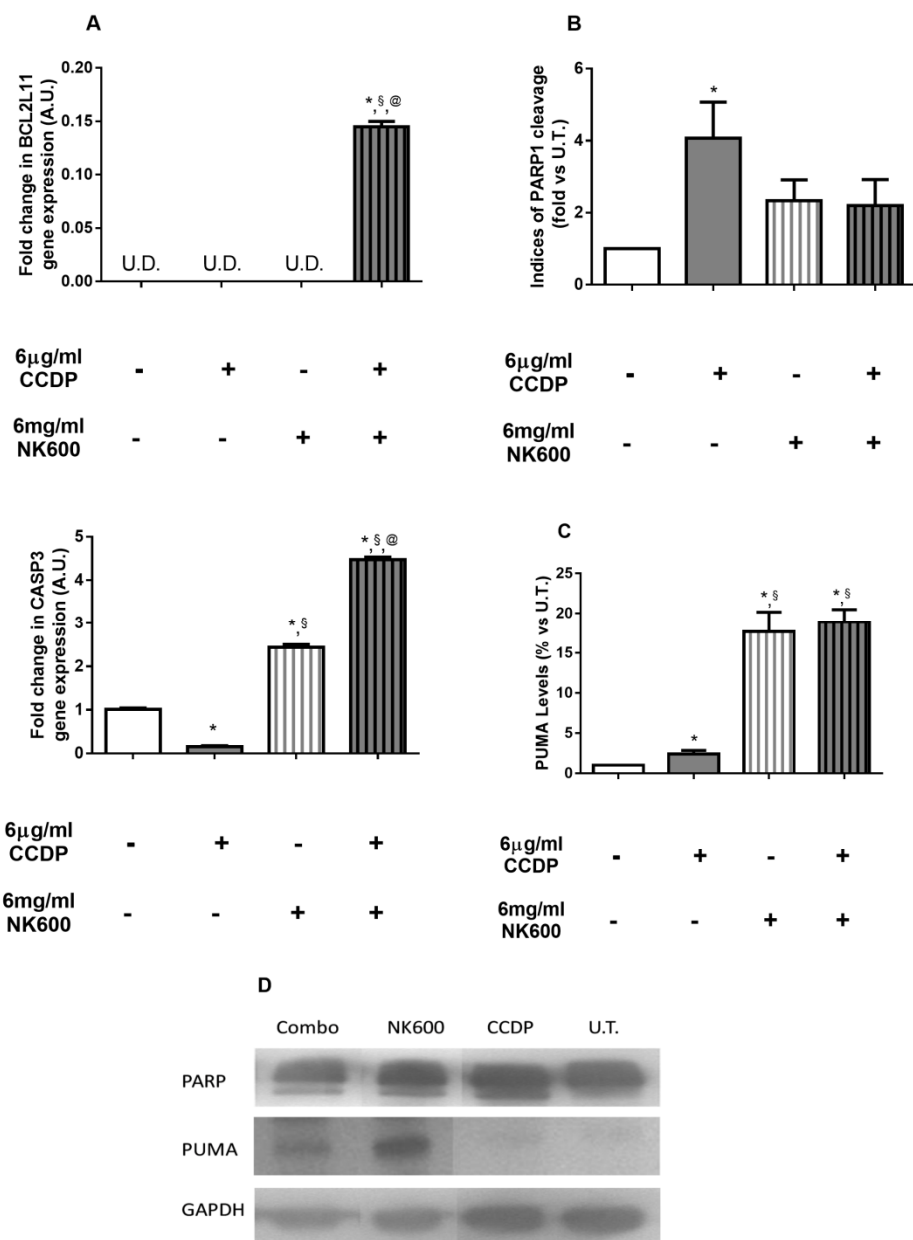 A
Fold change in BCL2L11
gene expression (A.U.)
0.20
0.15
0.10
0.05
0.00
U.D. U.D. U.D.
*, §, @
6μg/ml
CCDP
- + - +
6mg/ml
NK600
- - + +
B
Indices of PARP1 cleavage
(fold vs U.T.)
6
4
2
0
*
6μg/ml
CCDP
- + - +
6mg/ml
NK600
- - + +
Fold change in CASP3
gene expression (A.U.)
5
4
3
2
1
0
*
*, §
*, §, @
6μg/ml
CCDP
- + - +
6mg/ml
NK600
- - + +
C
PUMA Levels (% vs U.T.)
25
20
15
10
5
0
*
*, §
*, §
6μg/ml
CCDP
- + - +
6mg/ml
NK600
- - + +
D
Combo NK600 CCDP U.T.
PARP
PUMA
GAPDH